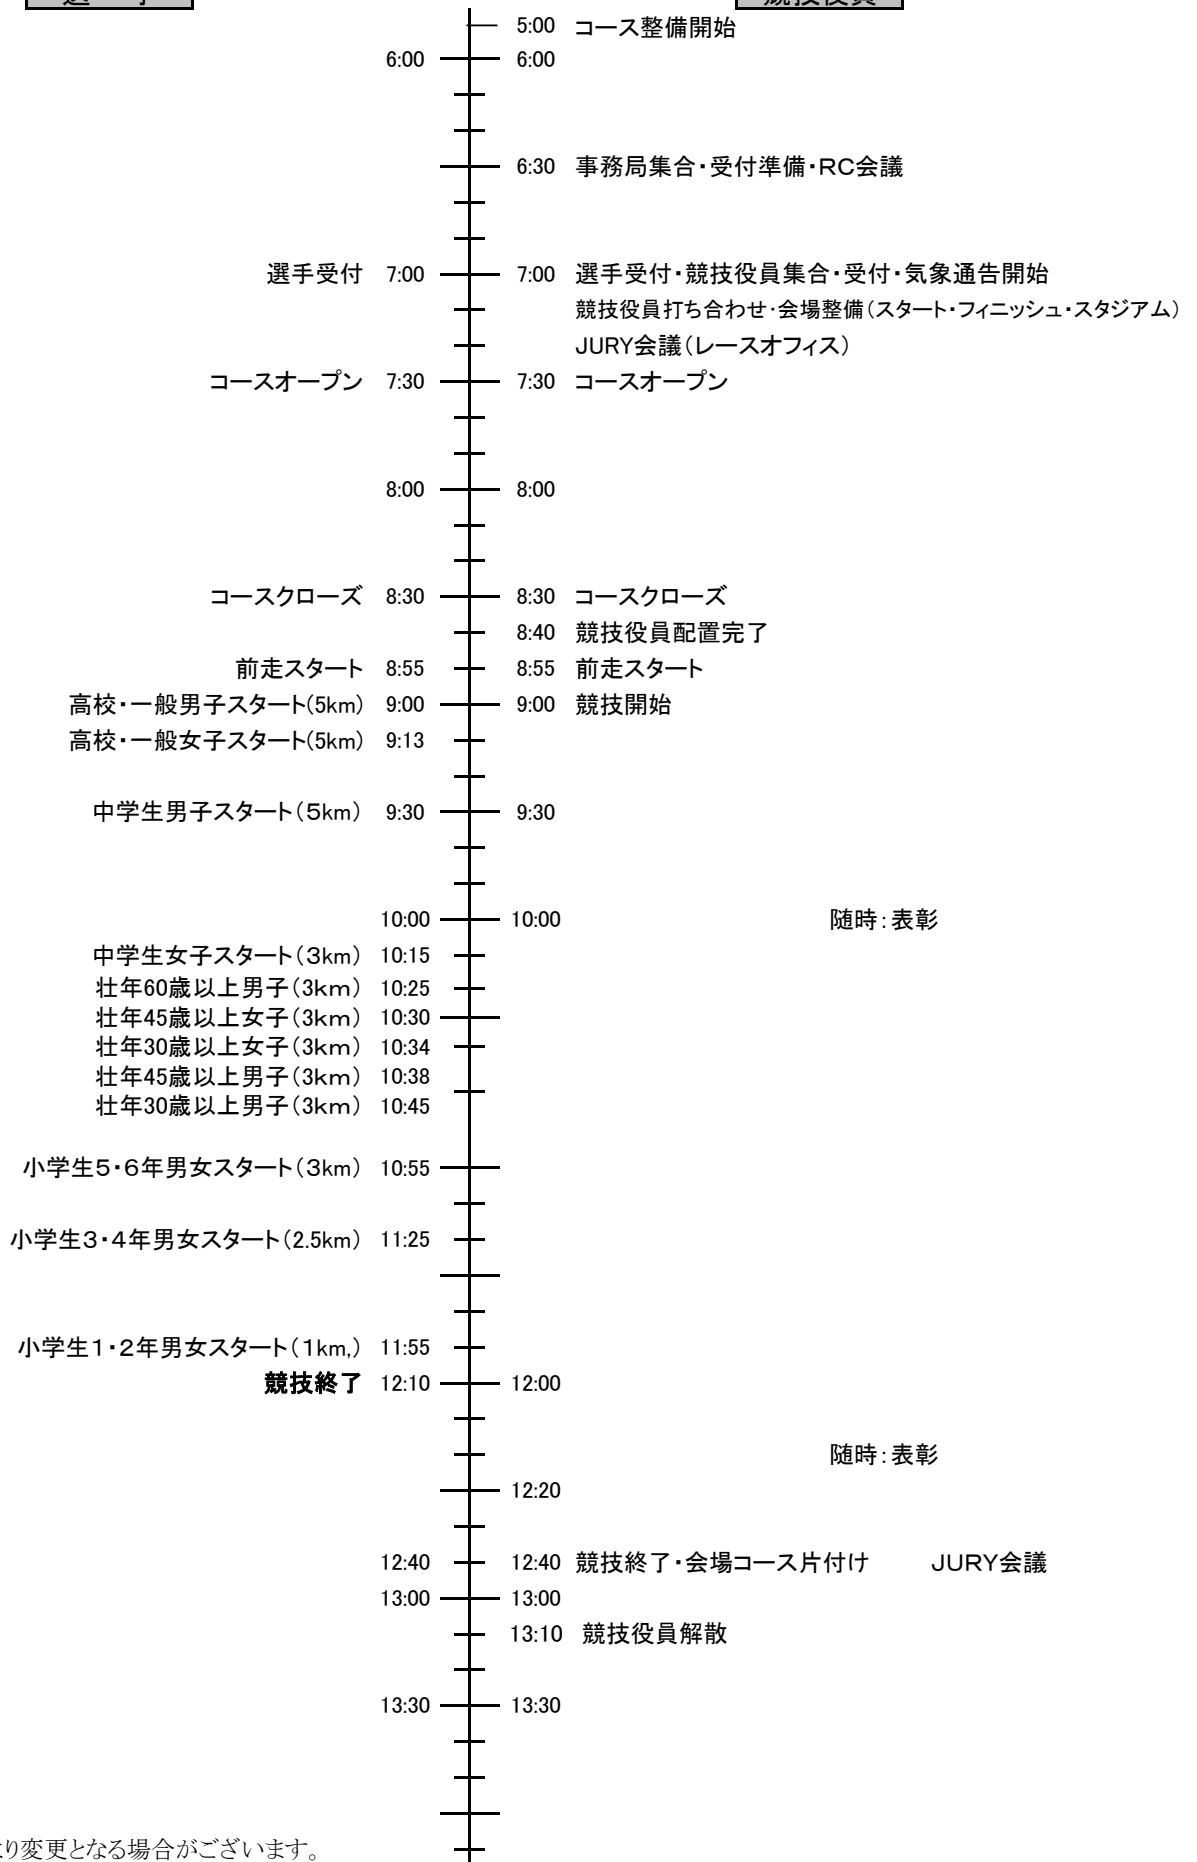 5:00 コース整備開始
6:00 6:00
6:30 事務局集合・受付準備・RC会議
選手受付 7:00 7:00 選手受付・競技役員集合・受付・気象通告開始
競技役員打ち合わせ・会場整備（スタート・フィニッシュ・スタジアム）
JURY会議（レースオフィス）
コースオープン 7:30 7:30 コースオープン
8:00 8:00
コースクローズ 8:30 8:30 コースクローズ
8:40 競技役員配置完了
前走スタート 8:55 8:55 前走スタート
高校・一般男子スタート(5km) 9:00 9:00 競技開始
高校・一般女子スタート(5km) 9:13
中学生男子スタート（5km） 9:30 9:30
10:00 10:00 随時：表彰
中学生女子スタート（3km） 10:15
壮年60歳以上男子（3km） 10:25
壮年45歳以上女子（3km） 10:30
壮年30歳以上女子（3km） 10:34
壮年45歳以上男子（3km） 10:38
壮年30歳以上男子（3km） 10:45
小学生5・6年男女スタート（3km） 10:55
小学生3・4年男女スタート（2.5km） 11:25
小学生1・2年男女スタート（1km,） 11:55
競技終了 12:10 12:00
随時：表彰
12:20
12:40 12:40 競技終了・会場コース片付け JURY会議
13:00 13:00
13:10 競技役員解散
13:30 13:30
より変更となる場合がございます。